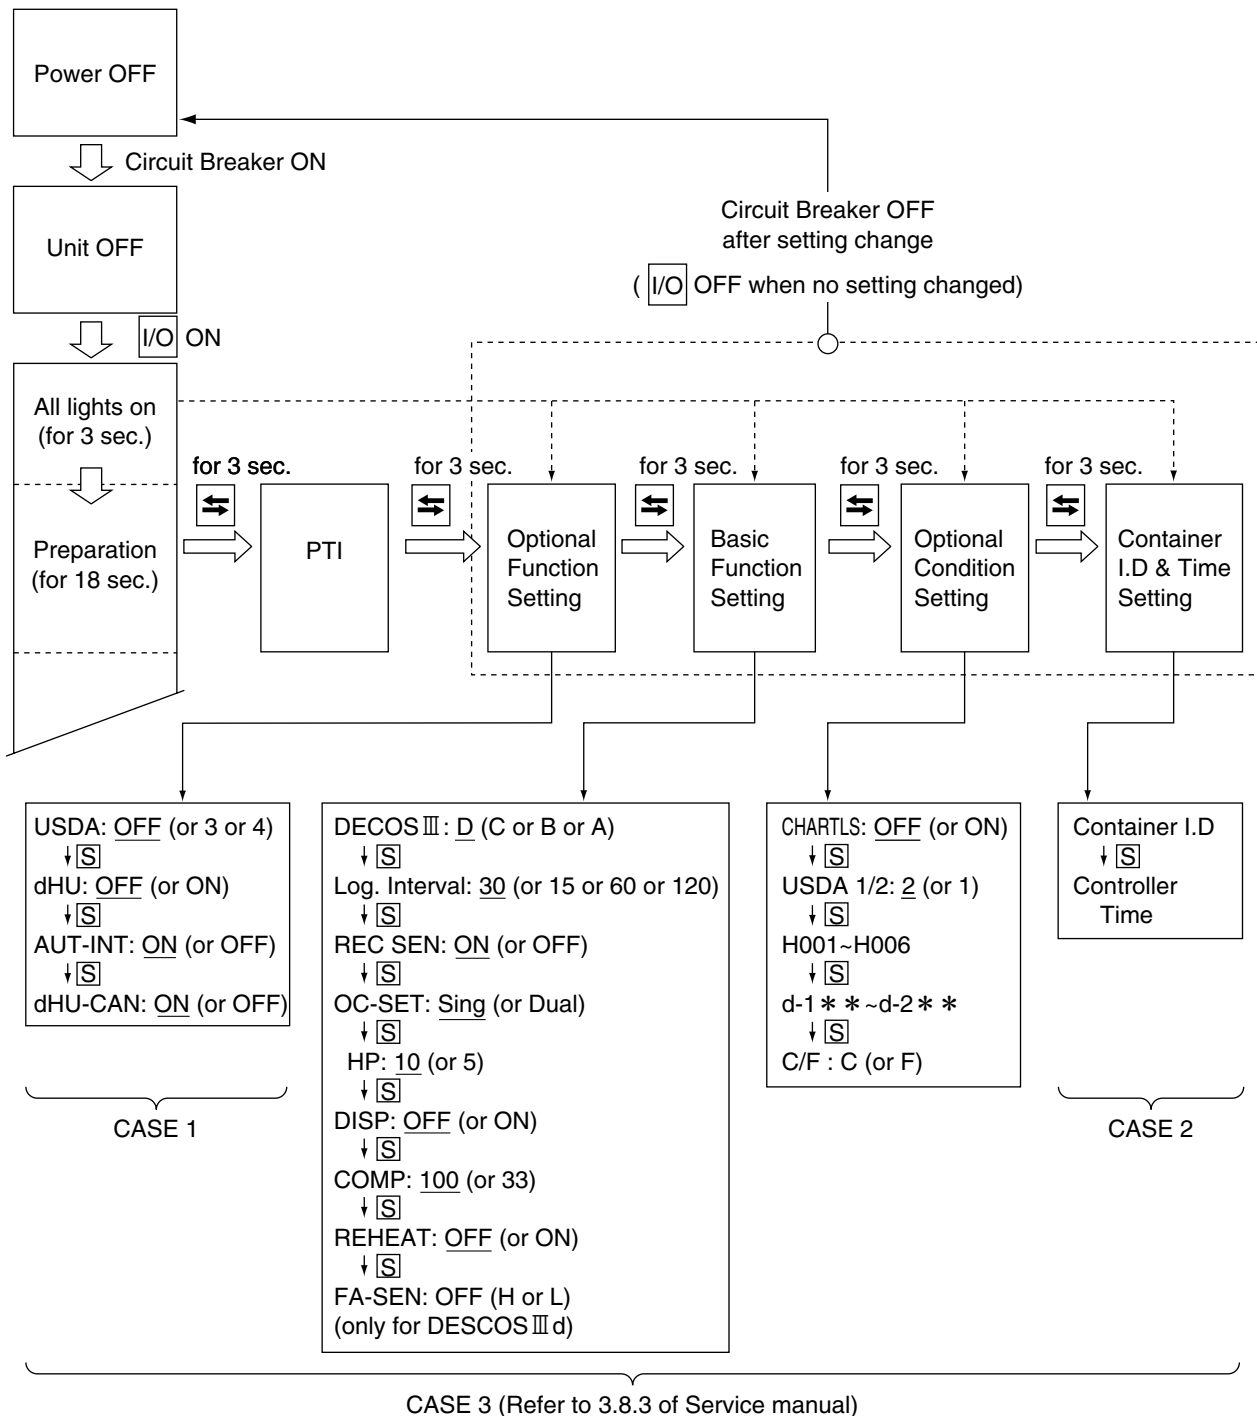 Power OFF
Circuit Breaker ON
Unit OFF
Circuit Breaker OFF
after setting change
( I/O OFF when no setting changed)
I/O ON
All lights on
(for 3 sec.)
Preparation
(for 18 sec.)
for 3 sec.
PTI
for 3 sec.
Optional
Function
Setting
for 3 sec.
Basic
Function
Setting
for 3 sec.
Optional
Condition
Setting
for 3 sec.
Container
I.D & Time
Setting
USDA: OFF (or 3 or 4)
S
dHU: OFF (or ON)
S
AUT-INT: ON (or OFF)
S
dHU-CAN: ON (or OFF)
CASE 1
DECOSⅢ: D (C or B or A)
S
Log. Interval: 30 (or 15 or 60 or 120)
S
REC SEN: ON (or OFF)
S
OC-SET: Sing (or Dual)
S
HP: 10 (or 5)
S
DISP: OFF (or ON)
S
COMP: 100 (or 33)
S
REHEAT: OFF (or ON)
S
FA-SEN: OFF (H or L)
(only for DESCOSⅢd)
CHARTLS: OFF (or ON)
S
USDA 1/2: 2 (or 1)
S
H001~H006
S
d-1＊＊~d-2＊＊
S
C/F : C (or F)
Container I.D
S
Controller
Time
CASE 2
CASE 3 (Refer to 3.8.3 of Service manual)